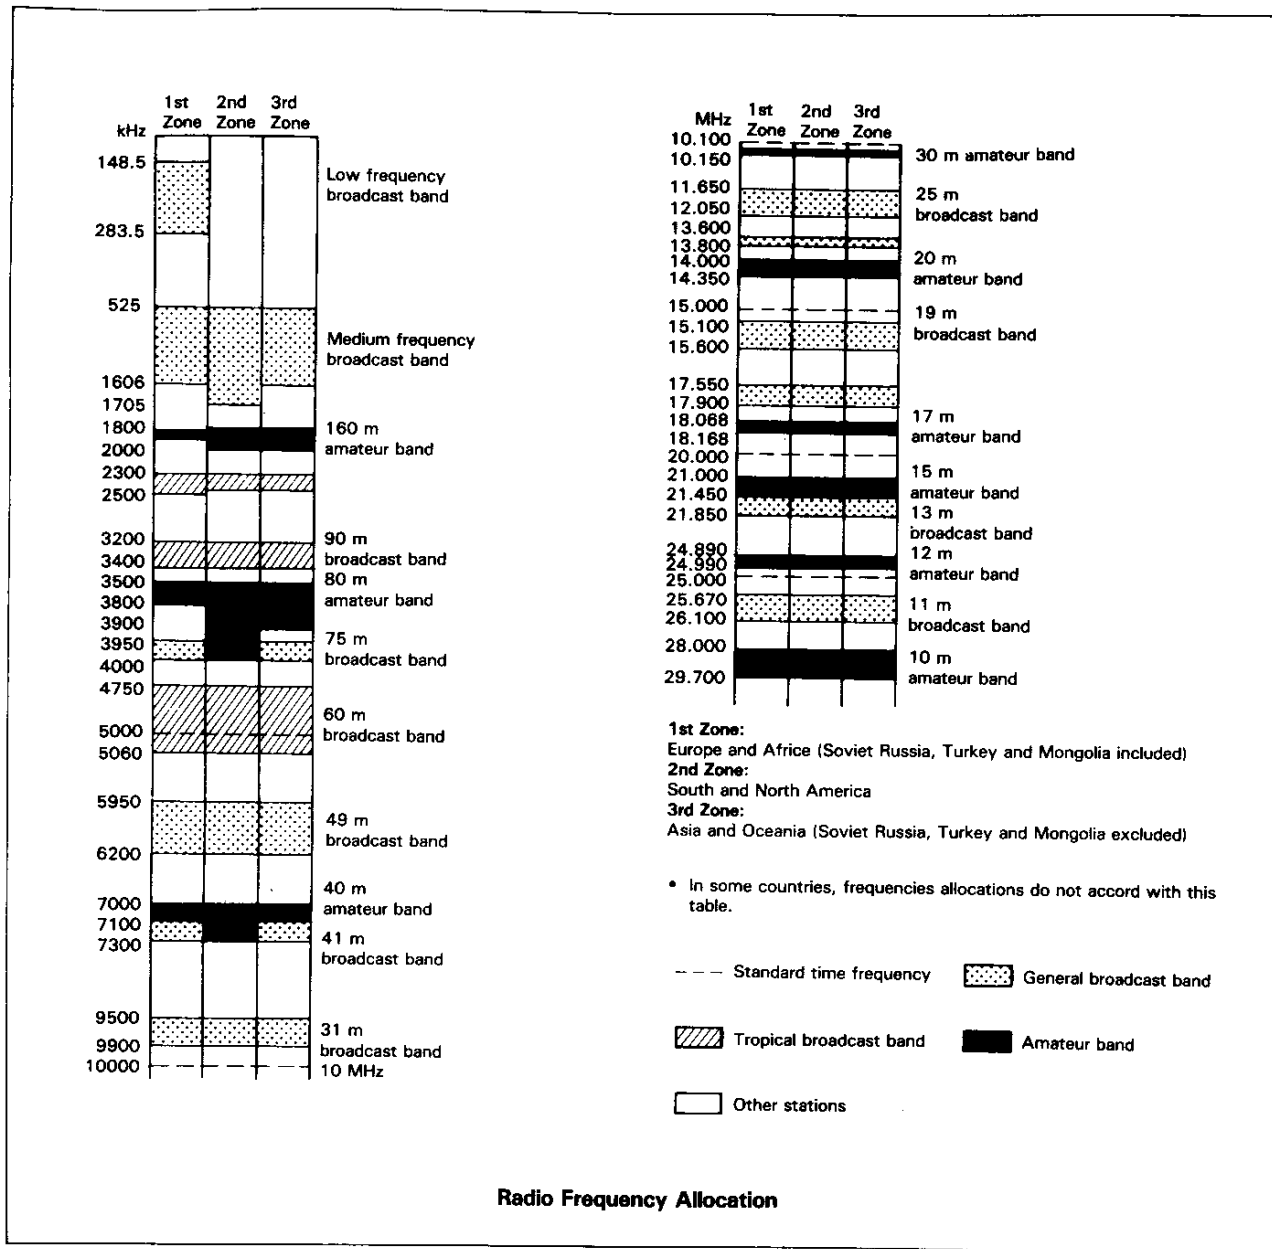 1st 2nd 3rd
kHz Zone Zone Zone
148.5
Low frequency
broadcast band
283.5
525
Medium frequency
broadcast band
1606
1705
1800
160 m
amateur band
2000
2300
2500
3200
90 m
broadcast band
3400
3500
80 m
amateur band
3800
3900
3950
75 m
broadcast band
4000
4750
60 m
broadcast band
5000
5060
5950
49 m
broadcast band
6200
40 m
amateur band
7000
7100
7300
41 m
broadcast band
9500
31 m
broadcast band
9900
10000
10 MHz
1st 2nd 3rd
MHz Zone Zone Zone
10.100
10.150
30 m amateur band
11.650
25 m
broadcast band
12.050
13.600
13.800
14.000
20 m
amateur band
14.350
15.000
19 m
broadcast band
15.100
15.600
17.550
17.900
18.068
17 m
amateur band
18.168
20.000
21.000
15 m
amateur band
21.450
13 m
broadcast band
21.850
24.890
12 m
amateur band
24.990
25.000
25.670
11 m
broadcast band
26.100
28.000
10 m
amateur band
29.700
1st Zone:
Europe and Africe (Soviet Russia, Turkey and Mongolia included)
2nd Zone:
South and North America
3rd Zone:
Asia and Oceania (Soviet Russia, Turkey and Mongolia excluded)
• In some countries, frequencies allocations do not accord with this
table.
Standard time frequency
General broadcast band
Tropical broadcast band
Amateur band
Other stations
Radio Frequency Allocation